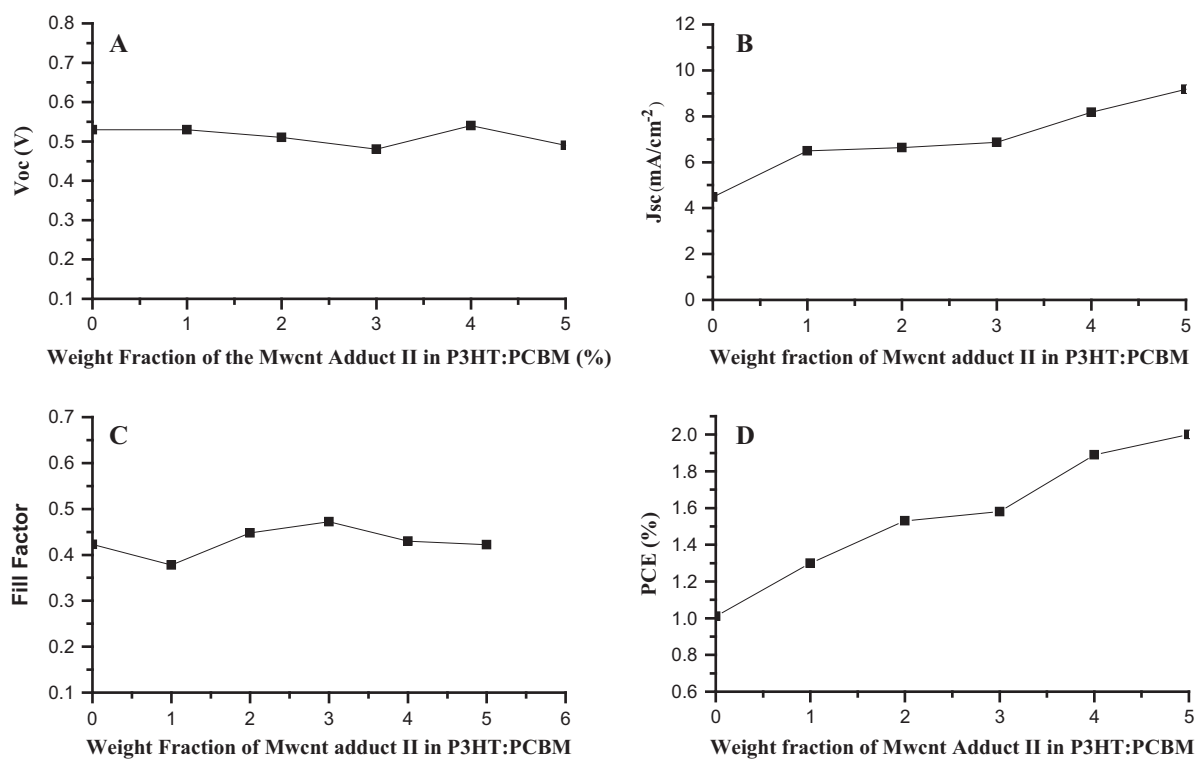 A
0.8
0.7
0.6
0.5
0.4
0.3
0.2
0.1
Voc (V)
0 1 2 3 4 5
Weight Fraction of the Mwcnt Adduct II in P3HT:PCBM (%)
B
12
10
8
6
4
2
0
Jsc(mA/cm-2)
0 1 2 3 4 5
Weight fraction of Mwcnt adduct II in P3HT:PCBM
C
0.7
0.6
0.5
0.4
0.3
0.2
0.1
Fill Factor
0 1 2 3 4 5 6
Weight Fraction of Mwcnt adduct II in P3HT:PCBM
D
2.0
1.8
1.6
1.4
1.2
1.0
0.8
0.6
PCE (%)
0 1 2 3 4 5
Weight fraction of Mwcnt Adduct II in P3HT:PCBM